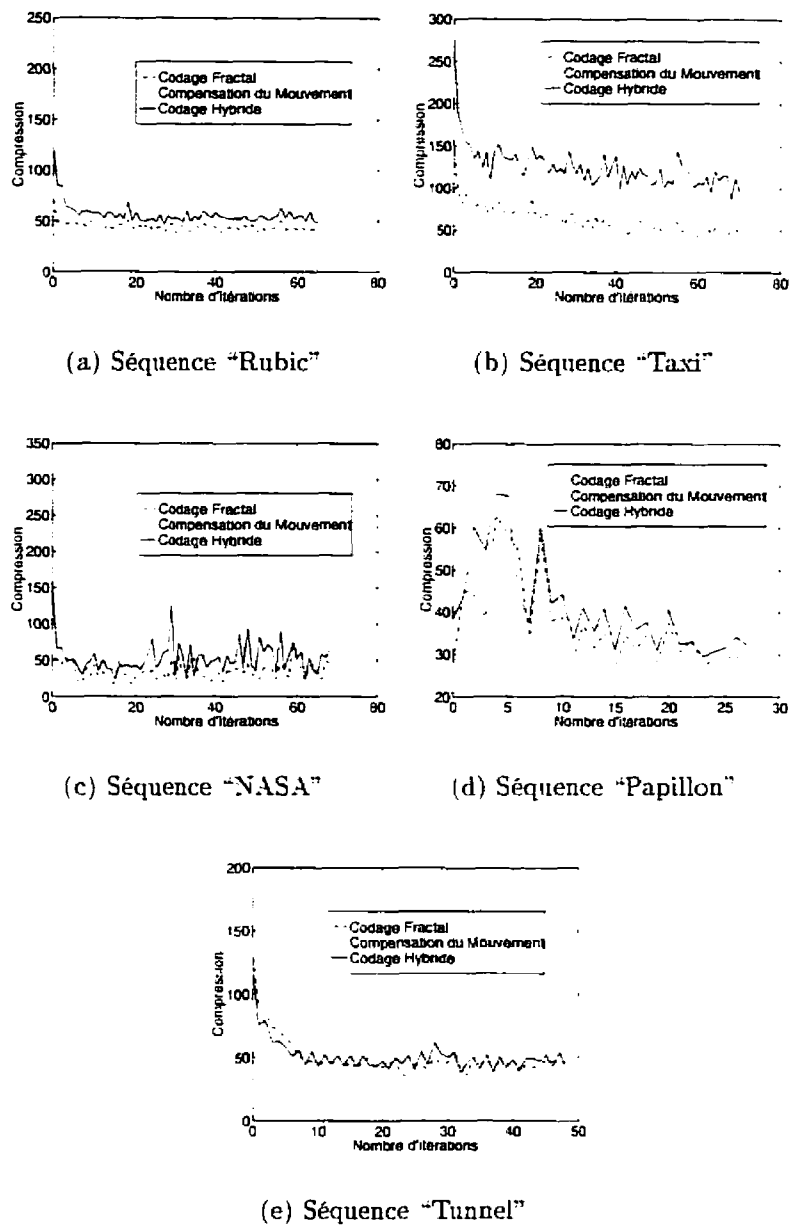 250
200
150
100
50
0
Compression
Codage Fractal
Compensation du Mouvement
Codage Hybride
0 20 40 60 80
Nombre d'itérations
(a) Séquence "Rubic"
300
250
200
150
100
50
0
Compression
Codage Fractal
Compensation du Mouvement
Codage Hybride
0 20 40 60 80
Nombre d'itérations
(b) Séquence "Taxi"
350
300
250
200
150
100
50
0
Compression
Codage Fractal
Compensation du Mouvement
Codage Hybride
0 20 40 60 80
Nombre d'itérations
(c) Séquence "NASA"
80
70
60
50
40
30
20
Compression
Codage Fractal
Compensation du Mouvement
Codage Hybride
0 5 10 15 20 30
Nombre d'itérations
(d) Séquence "Papillon"
200
150
100
50
0
Compression
Codage Fractal
Compensation du Mouvement
Codage Hybride
0 10 20 30 40 50
Nombre d'itérations
(e) Séquence "Tunnel"